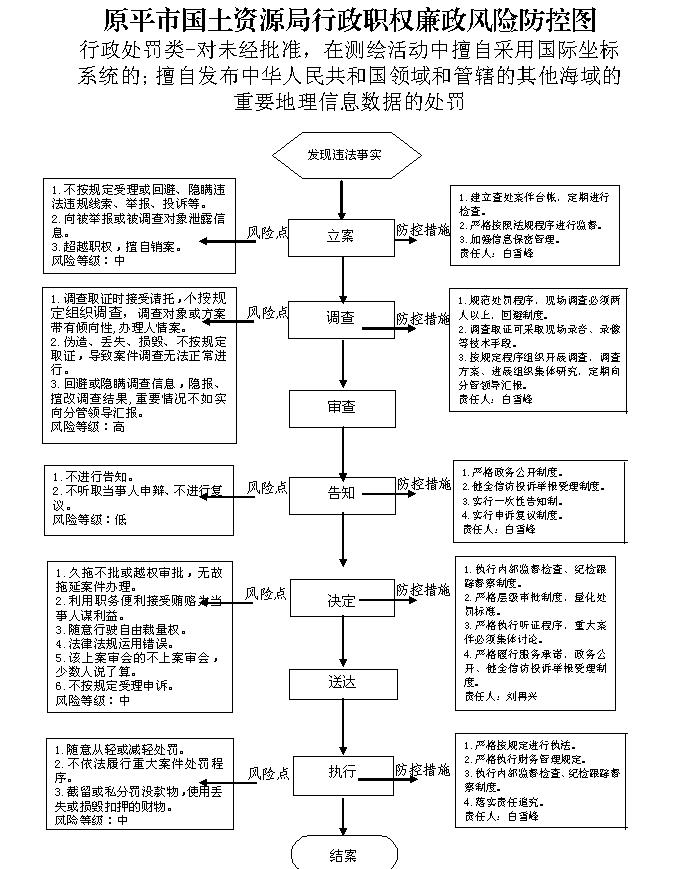 原平市国土资源局行政职权廉政风险防控图
行政处罚类-对未经批准，在测绘活动中擅自采用国际坐标
系统的；擅自发布中华人民共和国领域和管辖的其他海域的
重要地理信息数据的处罚
发现违法事实
1. 不按规定受理或回避、隐瞒违
法违规线索、举报、投诉等。
2. 向被举报或被调查对象泄露信
息。
3. 超越职权，擅自销案。
风险等级：中
风险点
立案
防控措施
1. 建立查处案件台帐，定期进行
检查。
2. 严格按照法规程序进行监督。
3. 加强信息保密管理。
责任人：白雪峰
1. 调查取证时接受请托，不按规
定组织调查，调查对象或方案
带有倾向性,办理人情案。
2. 伪造、丢失、损毁、不按规定
取证，导致案件调查无法正常进
行。
3. 回避或隐瞒调查信息，隐报、
擅改调查结果,重要情况不如实
向分管领导汇报。
风险等级：高
风险点
调查
防控措施
1. 规范处罚程序，现场调查必须两
人以上，回避制度。
2. 调查取证可采取现场录音、录像
等技术手段。
3. 按规定程序组织开展调查，调查
方案、进展组织集体研究，定期向
分管领导汇报。
责任人：白雪峰
审查
1. 不进行告知。
2. 不听取当事人申辩、不进行复
议。
风险等级：低
风险点
告知
防控措施
1. 严格政务公开制度。
2. 健全信访投诉举报受理制度。
3. 实行一次性告知制。
4. 实行申诉复议制度。
责任人：白雪峰
1. 久拖不批或越权审批，无故
拖延案件办理。
2. 利用职务便利接受贿赂为当
事人谋利益。
3. 随意行驶自由裁量权。
4. 法律法规运用错误。
5. 该上案审会的不上案审会，
少数人说了算。
6. 不按规定受理申诉。
风险等级：中
风险点
决定
防控措施
1. 执行内部监督检查、纪检跟
踪督察制度。
2. 严格层级审批制度，量化处
罚标准。
3. 严格执行听证程序，重大案
件必须集体讨论。
4. 严格履行服务承诺，政务公
开、健全信访投诉举报受理制
度。
责任人：刘再兴
送达
1. 随意从轻或减轻处罚。
2. 不依法履行重大案件处罚程
序。
3. 截留或私分罚没款物,使用丢
失或损毁扣押的财物。
风险等级：中
风险点
执行
防控措施
1. 严格按规定进行执法。
2. 严格执行财务管理规定。
3. 执行内部监督检查、纪检跟踪督
察制度。
4. 落实责任追究。
责任人：白雪峰
结案